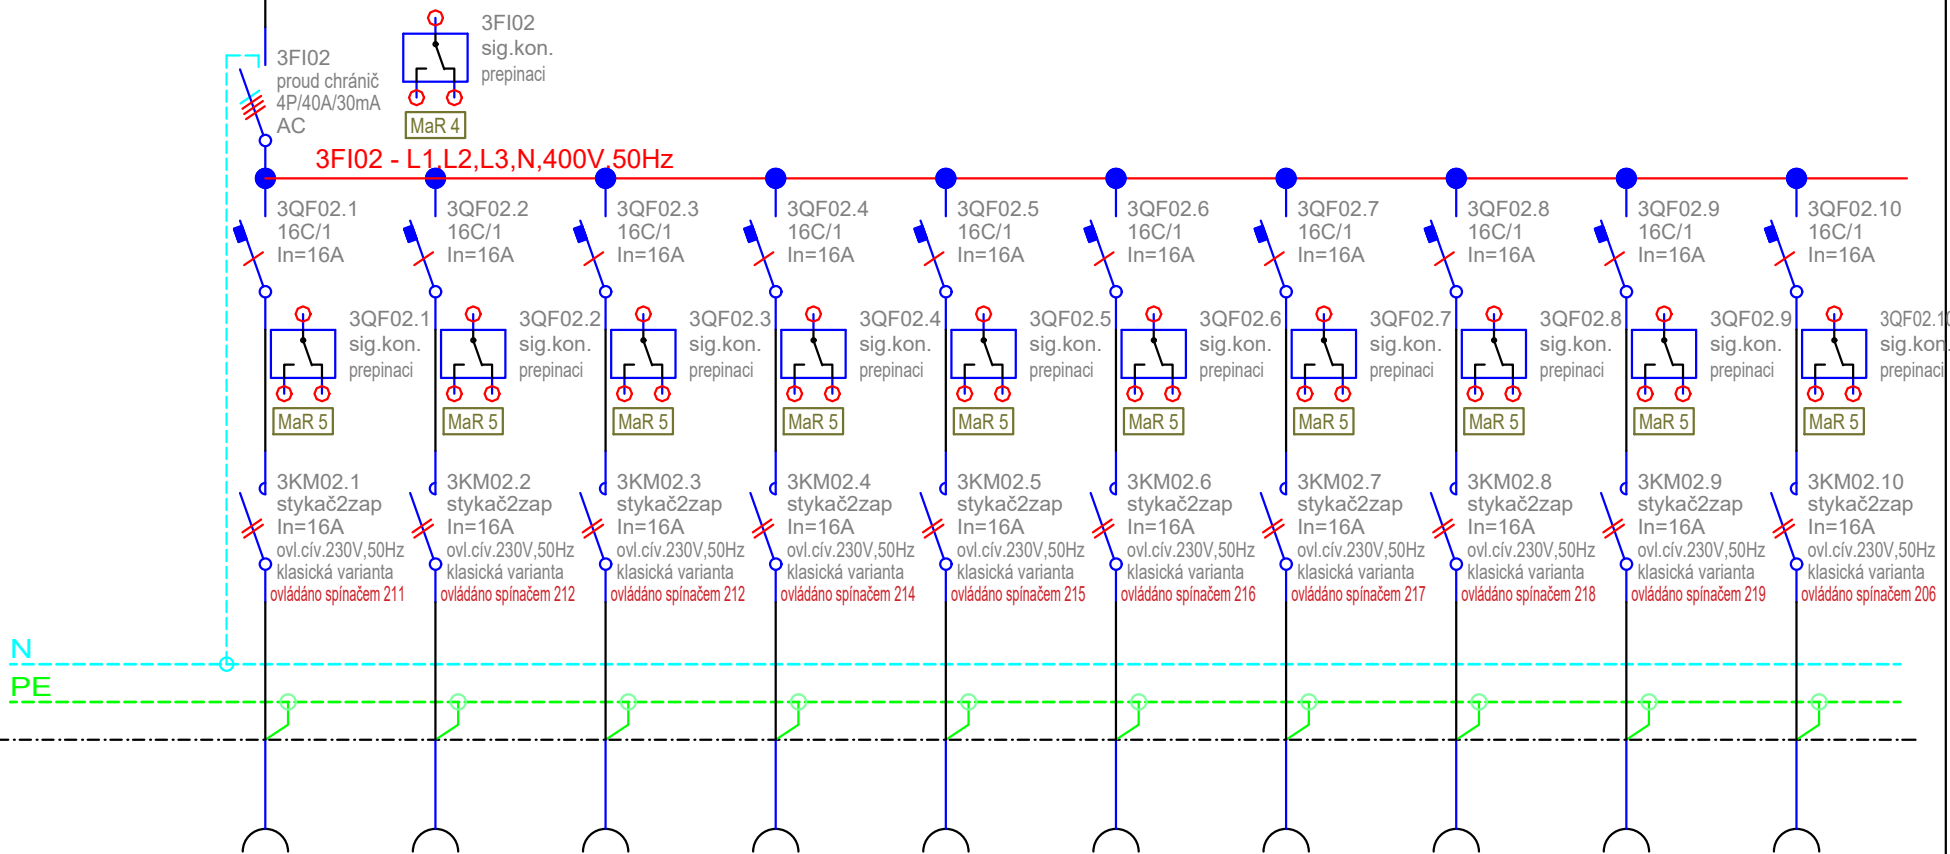 3FI02
proud chránič
4P/40A/30mA
AC
3FI02
sig.kon.
prepinaci
MaR 4
3FI02 - L1,L2,L3,N,400V,50Hz
3QF02.1
16C/1
In=16A
3QF02.2
16C/1
In=16A
3QF02.3
16C/1
In=16A
3QF02.4
16C/1
In=16A
3QF02.5
16C/1
In=16A
3QF02.6
16C/1
In=16A
3QF02.7
16C/1
In=16A
3QF02.8
16C/1
In=16A
3QF02.9
16C/1
In=16A
3QF02.10
16C/1
In=16A
3QF02.1
sig.kon.
prepinaci
MaR 5
3QF02.2
sig.kon.
prepinaci
MaR 5
3QF02.3
sig.kon.
prepinaci
MaR 5
3QF02.4
sig.kon.
prepinaci
MaR 5
3QF02.5
sig.kon.
prepinaci
MaR 5
3QF02.6
sig.kon.
prepinaci
MaR 5
3QF02.7
sig.kon.
prepinaci
MaR 5
3QF02.8
sig.kon.
prepinaci
MaR 5
3QF02.9
sig.kon.
prepinaci
MaR 5
3QF02.10
sig.kon.
prepinaci
MaR 5
3KM02.1
stykač2zap
In=16A
ovl.cív.230V,50Hz
klasická varianta
ovládáno spínačem 211
3KM02.2
stykač2zap
In=16A
ovl.cív.230V,50Hz
klasická varianta
ovládáno spínačem 212
3KM02.3
stykač2zap
In=16A
ovl.cív.230V,50Hz
klasická varianta
ovládáno spínačem 212
3KM02.4
stykač2zap
In=16A
ovl.cív.230V,50Hz
klasická varianta
ovládáno spínačem 214
3KM02.5
stykač2zap
In=16A
ovl.cív.230V,50Hz
klasická varianta
ovládáno spínačem 215
3KM02.6
stykač2zap
In=16A
ovl.cív.230V,50Hz
klasická varianta
ovládáno spínačem 216
3KM02.7
stykač2zap
In=16A
ovl.cív.230V,50Hz
klasická varianta
ovládáno spínačem 217
3KM02.8
stykač2zap
In=16A
ovl.cív.230V,50Hz
klasická varianta
ovládáno spínačem 218
3KM02.9
stykač2zap
In=16A
ovl.cív.230V,50Hz
klasická varianta
ovládáno spínačem 219
3KM02.10
stykač2zap
In=16A
ovl.cív.230V,50Hz
klasická varianta
ovládáno spínačem 206
N
PE